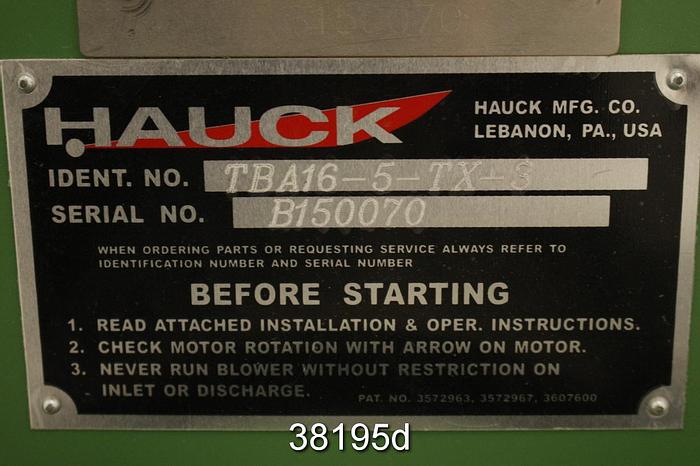 HAUCK
HAUCK MFG. CO.
LEBANON, PA., USA
IDENT. NO. TBA16-5-TX-S
SERIAL NO. B150070
WHEN ORDERING PARTS OR REQUESTING SERVICE ALWAYS REFER TO
IDENTIFICATION NUMBER AND SERIAL NUMBER
BEFORE STARTING
1. READ ATTACHED INSTALLATION & OPER. INSTRUCTIONS.
2. CHECK MOTOR ROTATION WITH ARROW ON MOTOR.
3. NEVER RUN BLOWER WITHOUT RESTRICTION ON
INLET OR DISCHARGE.
PAT. NO. 3572963, 3572967, 3607600
38195d